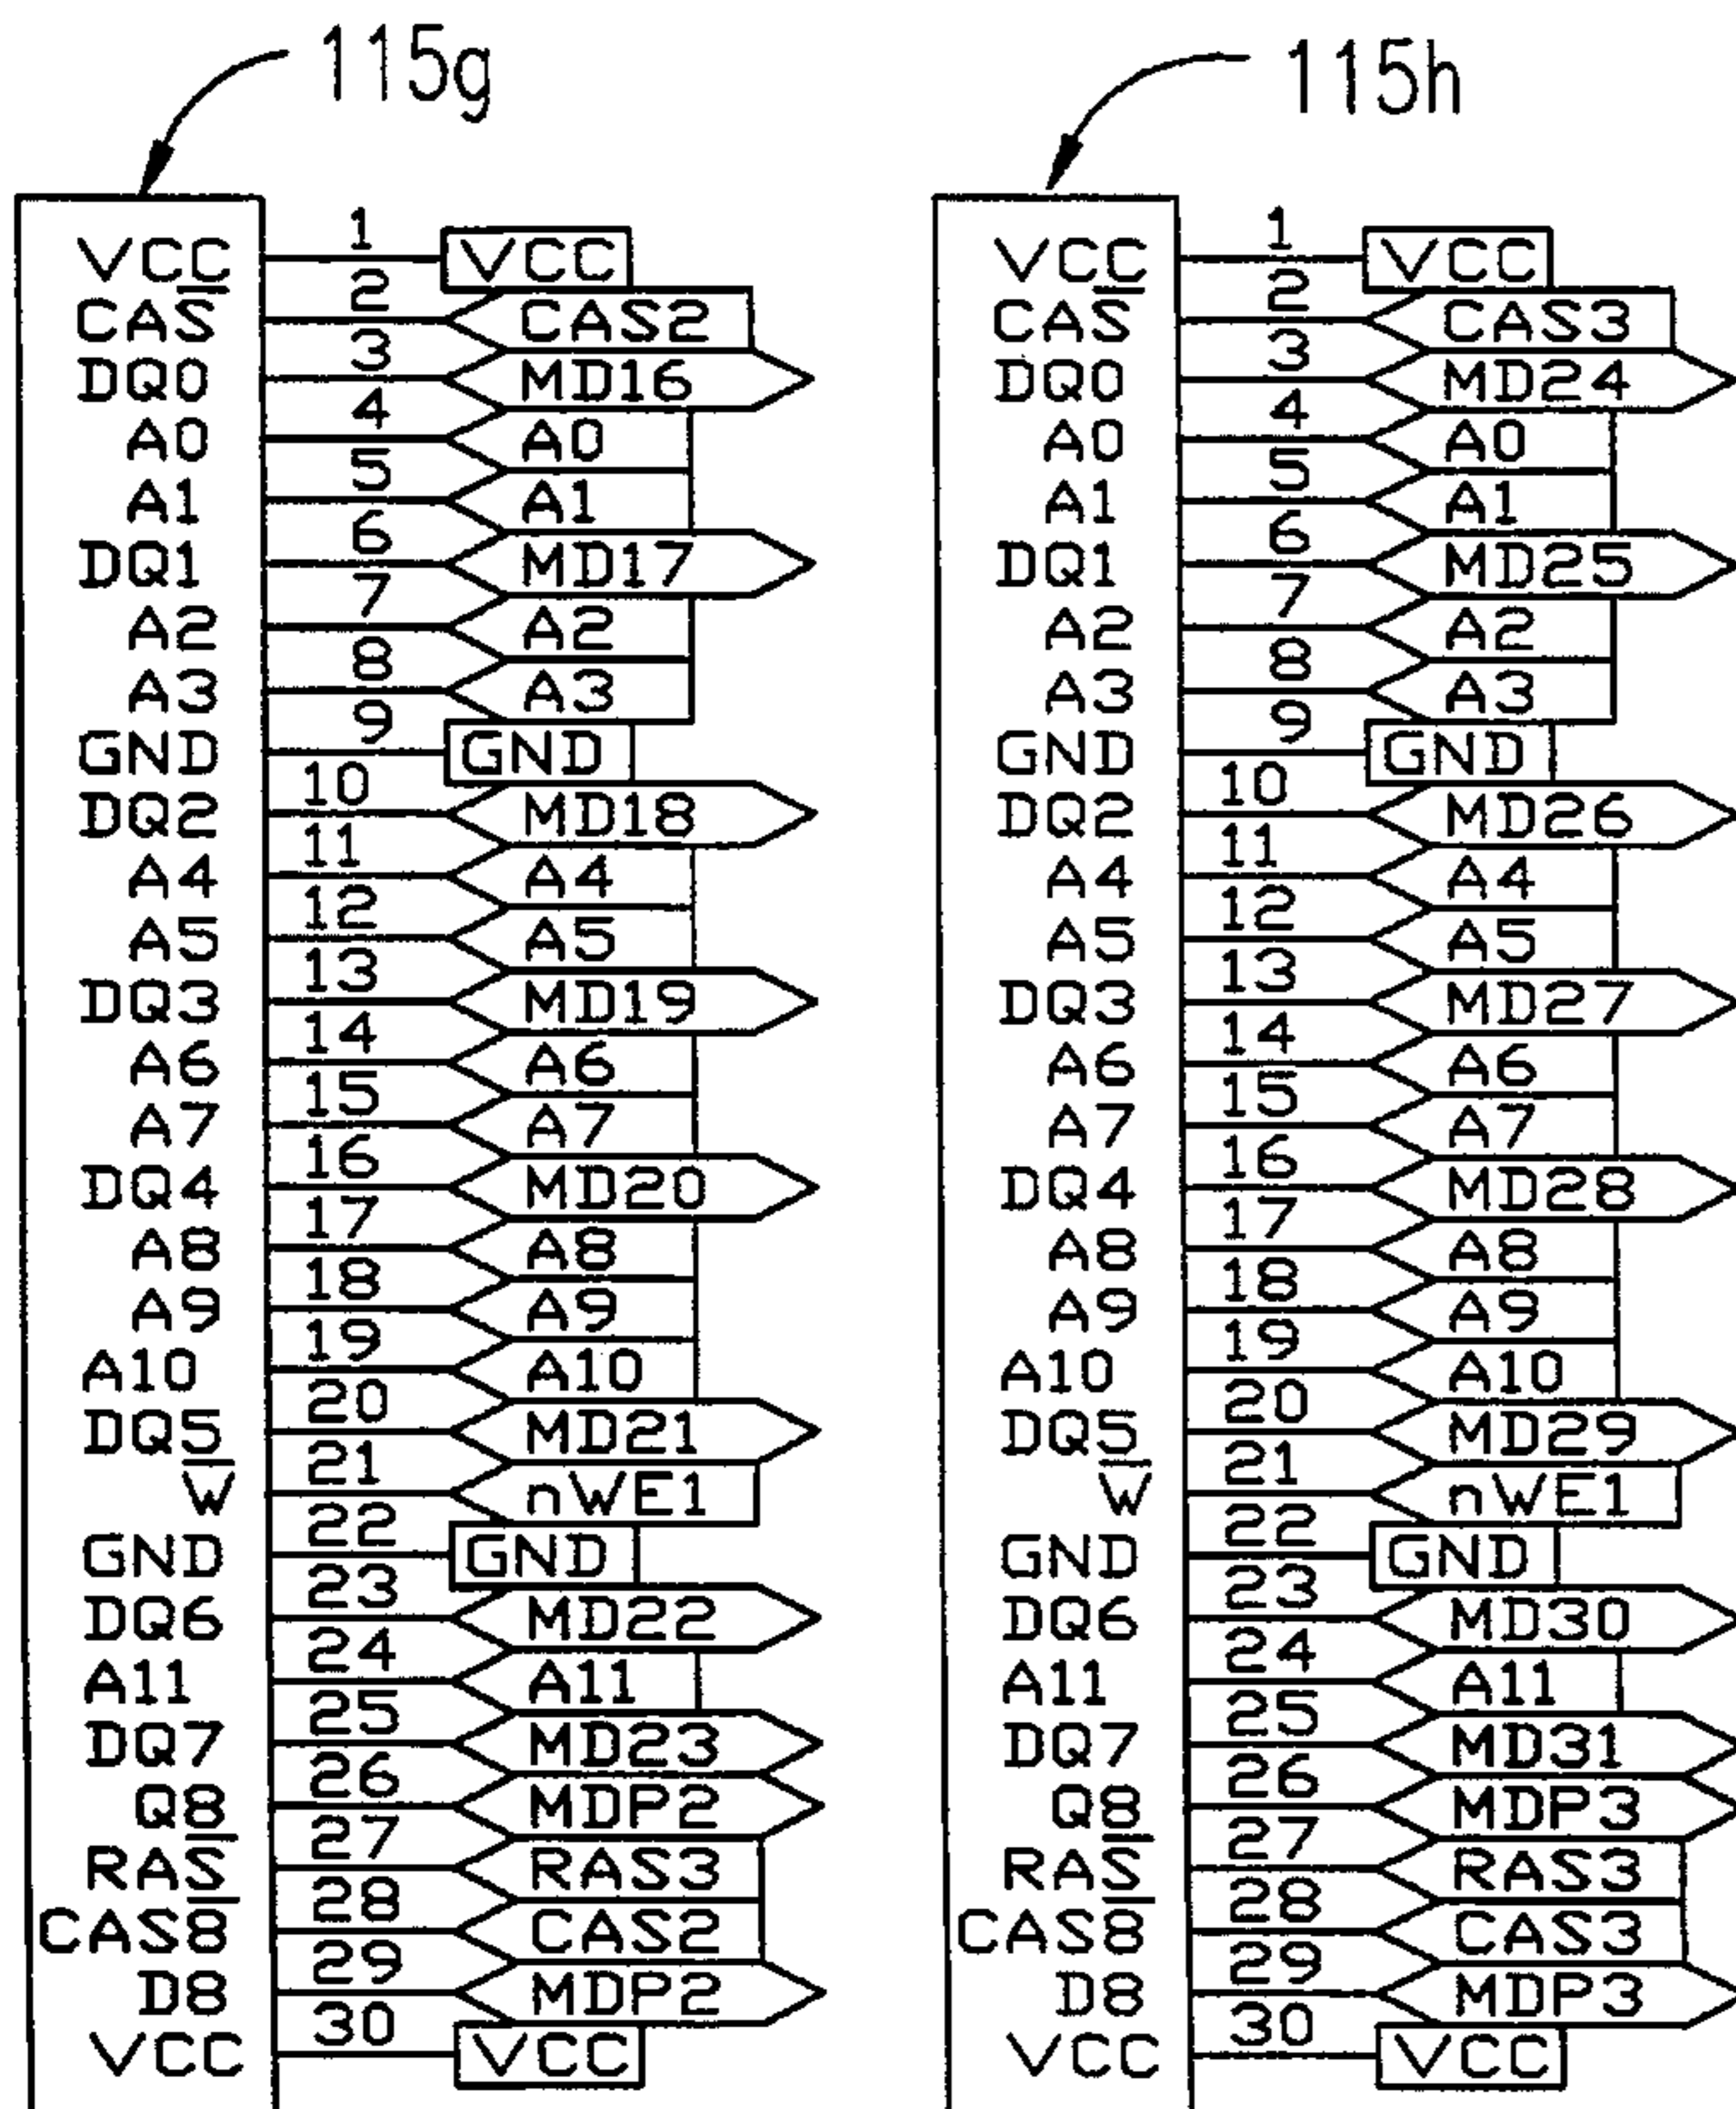 115g
115h
VCC 1 VCC
CAS 2 CAS2
DQ0 3 MD16
A0 4 A0
A1 5 A1
DQ1 6 MD17
A2 7 A2
A3 8 A3
GND 9 GND
DQ2 10 MD18
A4 11 A4
A5 12 A5
DQ3 13 MD19
A6 14 A6
A7 15 A7
DQ4 16 MD20
A8 17 A8
A9 18 A9
A10 19 A10
DQ5 20 MD21
W 21 nWE1
GND 22 GND
DQ6 23 MD22
A11 24 A11
DQ7 25 MD23
Q8 26 MDP2
RAS 27 RAS3
CAS8 28 CAS2
D8 29 MDP2
VCC 30 VCC
VCC 1 VCC
CAS 2 CAS3
DQ0 3 MD24
A0 4 A0
A1 5 A1
DQ1 6 MD25
A2 7 A2
A3 8 A3
GND 9 GND
DQ2 10 MD26
A4 11 A4
A5 12 A5
DQ3 13 MD27
A6 14 A6
A7 15 A7
DQ4 16 MD28
A8 17 A8
A9 18 A9
A10 19 A10
DQ5 20 MD29
W 21 nWE1
GND 22 GND
DQ6 23 MD30
A11 24 A11
DQ7 25 MD31
Q8 26 MDP3
RAS 27 RAS3
CAS8 28 CAS3
D8 29 MDP3
VCC 30 VCC